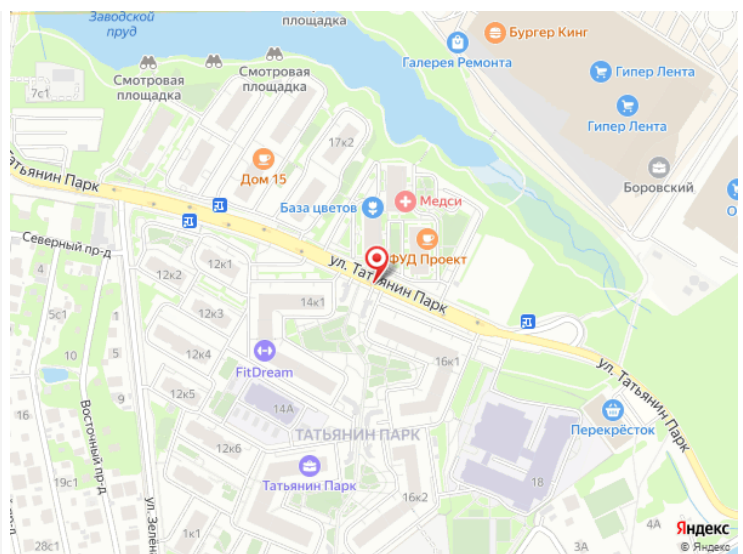 Заводской
пруд
площадка
Смотровая
площадка
Смотровая
площадка
7с1
Бургер Кинг
Галерея Ремонта
Гипер Лента
Гипер Лента
17к2
Дом 15
Татьянин Парк
База цветов
Медси
Боровский
О
Северный пр-д
ФУД Проект
12к2
12к1
ул. Татьянин Парк
5с1
12к3
14к1
1
5
10
12к4
FitDream
16к1
ул. Татьянин Парк
9
12к5
14А
16
Восточный пр-д
12к6
ТАТЬЯНИН ПАРК
Перекрёсток
19с1
Татьянин Парк
18
ул. Зелён
16к2
1к1
28с1
3А
4А
Яндекс
© Яндекс